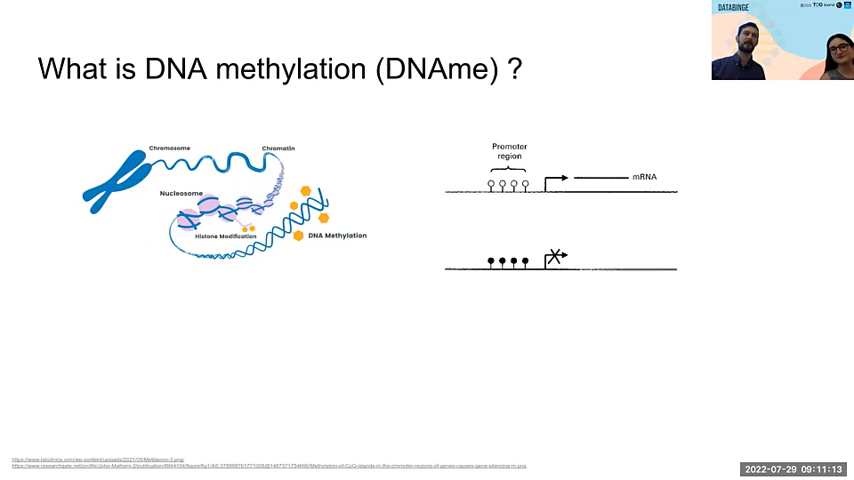 DATABINGE
What is DNA methylation (DNAme) ?
Chromosome
Chromatin
Nucleosome
Histone Modification
DNA Methylation
Promoter
region
mRNA
2022-07-29 09:11:13